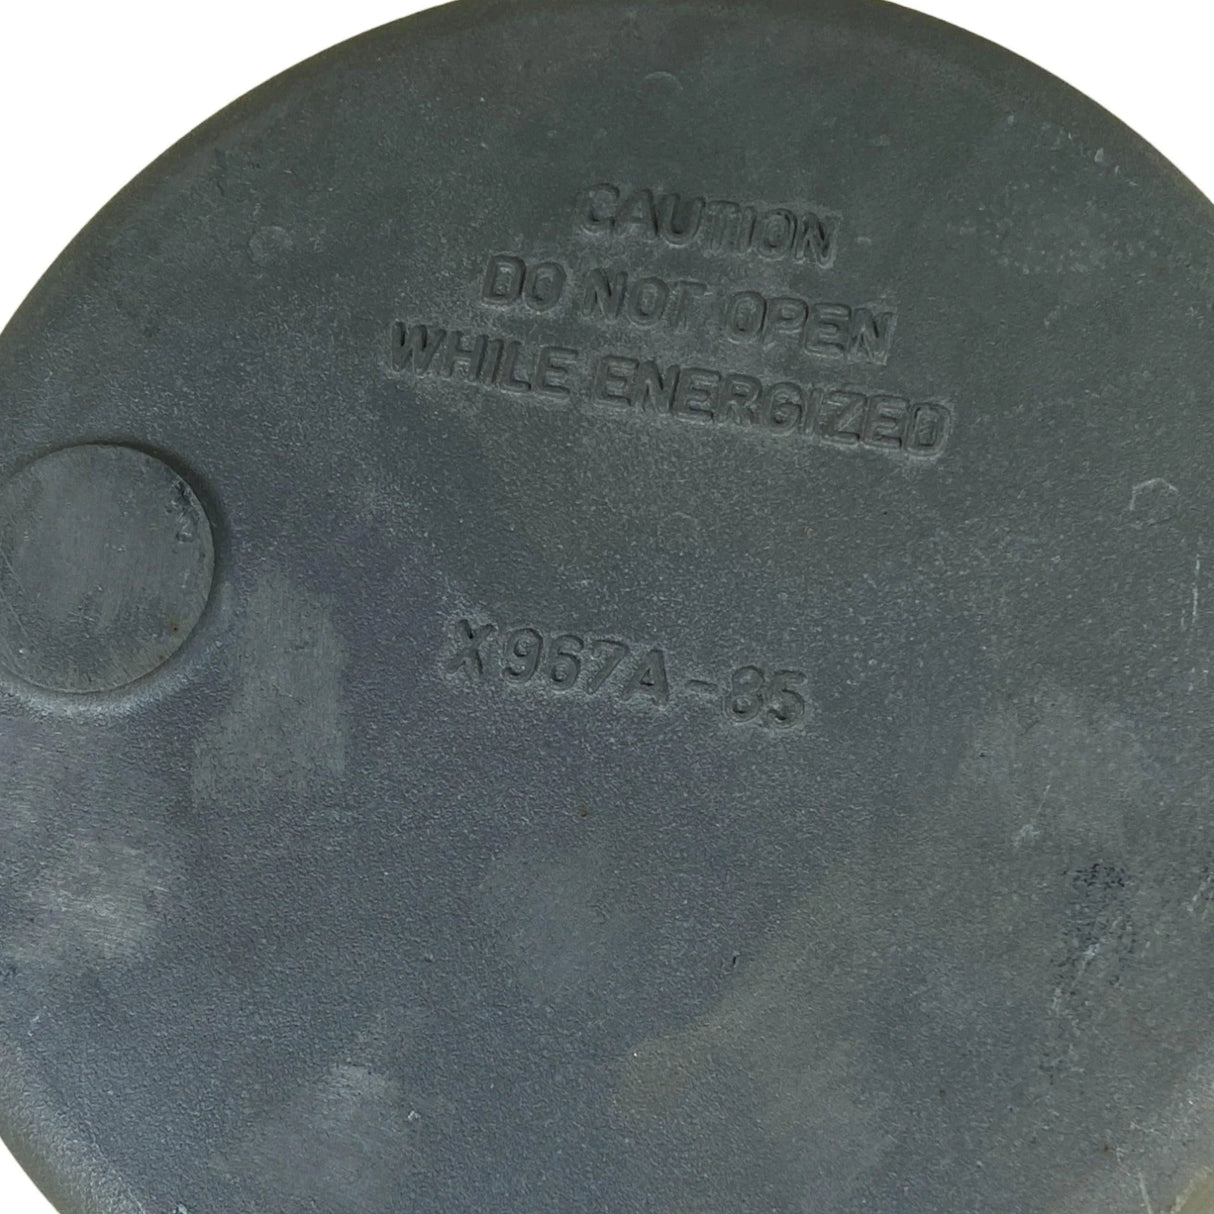 CAUTION
DO NOT OPEN
WHILE ENERGIZED
X967A-85